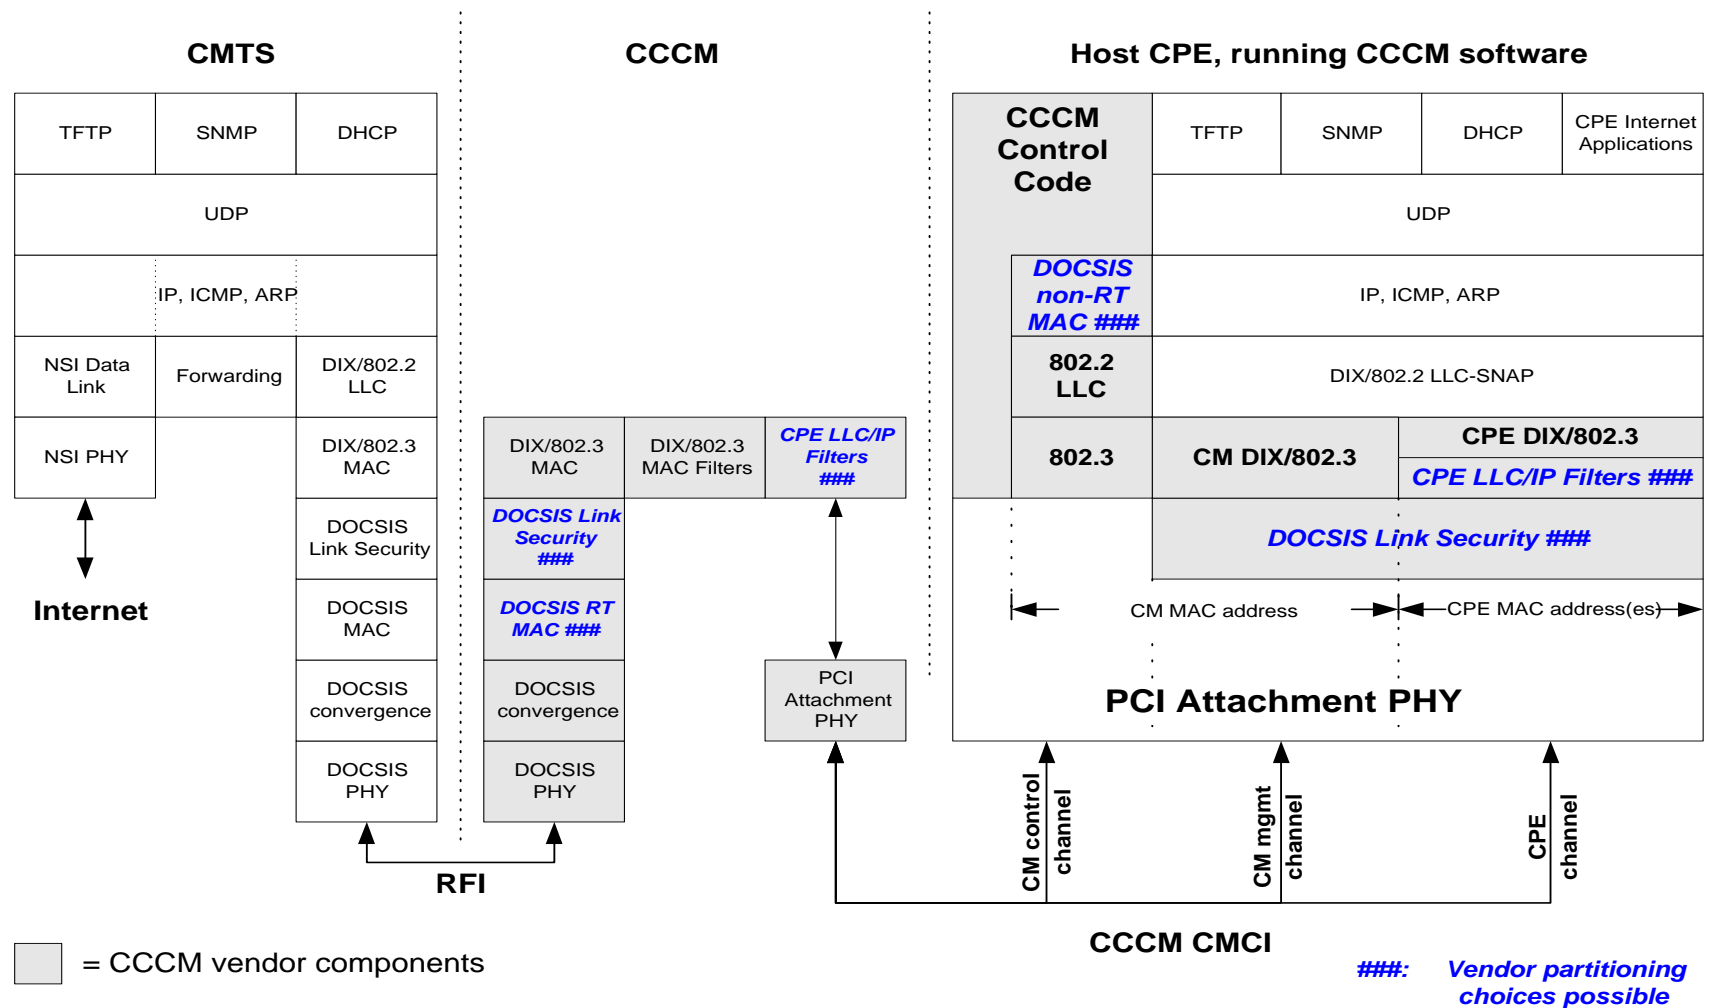 CMTS
CCCM
Host CPE, running CCCM software
TFTP
SNMP
DHCP
UDP
IP, ICMP, ARP
NSI Data
Link
Forwarding
DIX/802.2
LLC
NSI PHY
DIX/802.3
MAC
DOCSIS
Link Security
DOCSIS
MAC
DOCSIS
convergence
DOCSIS
PHY
Internet
DIX/802.3
MAC
DIX/802.3
MAC Filters
CPE LLC/IP
Filters
###
DOCSIS Link
Security
###
DOCSIS RT
MAC ###
DOCSIS
convergence
DOCSIS
PHY
PCI
Attachment
PHY
RFI
CCCM
Control
Code
TFTP
SNMP
DHCP
CPE Internet
Applications
UDP
DOCSIS
non-RT
MAC ###
IP, ICMP, ARP
802.2
LLC
DIX/802.2 LLC-SNAP
802.3
CM DIX/802.3
CPE DIX/802.3
CPE LLC/IP Filters ###
DOCSIS Link Security ###
CM MAC address
CPE MAC address(es)
PCI Attachment PHY
CM control
channel
CM mgmt
channel
CPE
channel
CCCM CMCI
= CCCM vendor components
###: Vendor partitioning
choices possible